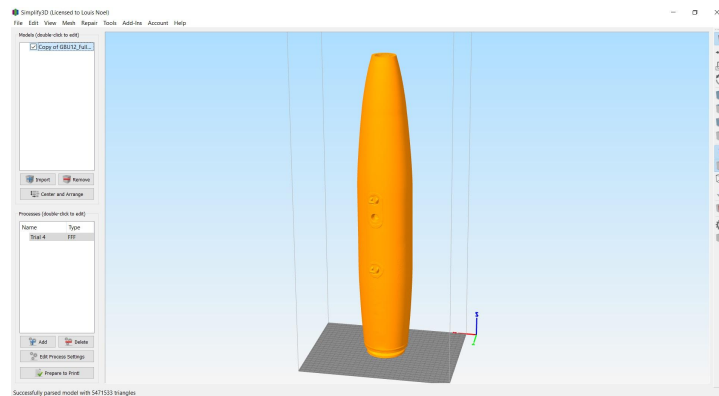 Simplify3D (Licensed to Louis Noel)
File Edit View Mesh Repair Tools Add-Ins Account Help
Models (double-click to edit)
Copy of GBU12_Full...
Import Remove
Center and Arrange
Processes (double-click to edit)
Name Type
Trial 4 FFF
Add Delete
Edit Process Settings
Prepare to Print!
Successfully parsed model with 5471533 triangles